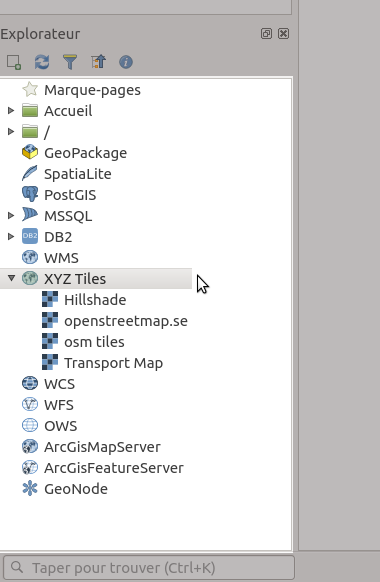 Explorateur
Marque-pages
Accueil
/
GeoPackage
SpatiaLite
PostGIS
MSSQL
DB2 DB2
WMS
XYZ Tiles
Hillshade
openstreetmap.se
osm tiles
Transport Map
WCS
WFS
OWS
ArcGisMapServer
ArcGisFeatureServer
GeoNode
Taper pour trouver (Ctrl+K)